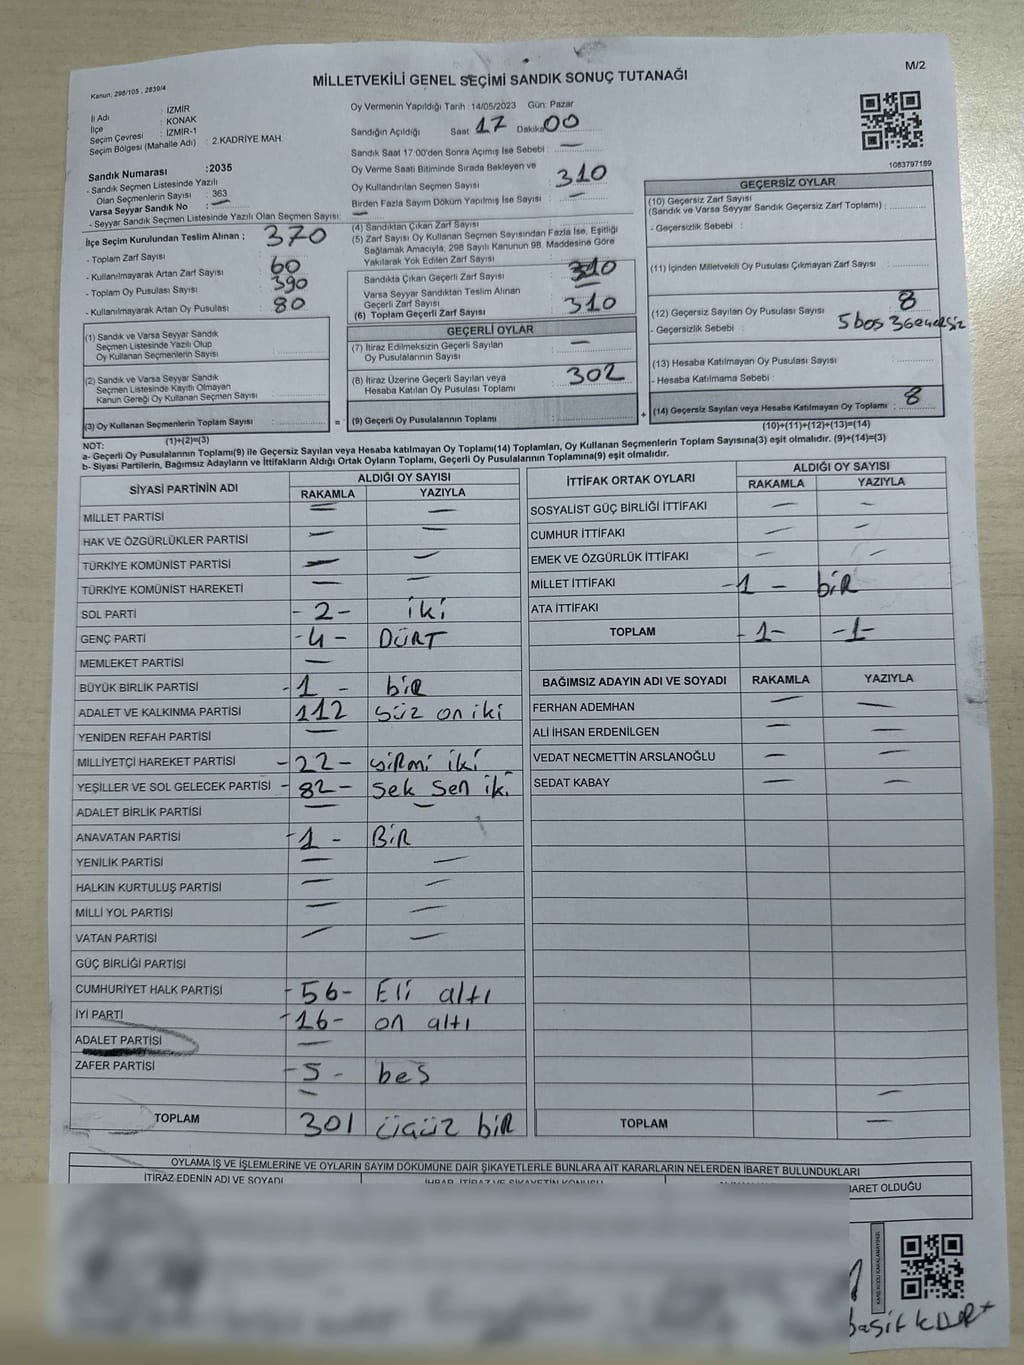 MİLLETVEKİLİ GENEL SEÇİMİ SANDIK SONUÇ TUTANAĞI
M/2
Kanun, 298/105 , 2839/4
İl Adı : İZMİR
İlçe : KONAK
Seçim Çevresi : İZMİR-1
Seçim Bölgesi (Mahalle Adı) : 2.KADRİYE MAH.
Oy Vermenin Yapıldığı Tarih : 14/05/2023 Gün: Pazar
Sandığın Açıldığı Saat 17 Dakika 00
Sandık Saat 17:00'den Sonra Açımış İse Sebebi : —
Oy Verme Saati Bitiminde Sırada Bekleyen ve
Oy Kullandırılan Seçmen Sayısı : 310
Birden Fazla Sayım Döküm Yapılmış İse Sayısı : —
1083797189
Sandık Numarası :2035
- Sandık Seçmen Listesinde Yazılı
Olan Seçmenlerin Sayısı : 363
Varsa Seyyar Sandık No : —
- Seyyar Sandık Seçmen Listesinde Yazılı Olan Seçmen Sayısı: —
İlçe Seçim Kurulundan Teslim Alınan ;
- Toplam Zarf Sayısı : 370
- Kullanılmayarak Artan Zarf Sayısı : 60
- Toplam Oy Pusulası Sayısı : 390
- Kullanılmayarak Artan Oy Pusulası : 80
(4) Sandıktan Çıkan Zarf Sayısı :
(5) Zarf Sayısı Oy Kullanan Seçmen Sayısından Fazla İse, Eşitliği
Sağlamak Amacıyla; 298 Sayılı Kanunun 98. Maddesine Göre
Yakılarak Yok Edilen Zarf Sayısı :
Sandıkta Çıkan Geçerli Zarf Sayısı : 310
Varsa Seyyar Sandıktan Teslim Alınan
Geçerli Zarf Sayısı :
(6) Toplam Geçerli Zarf Sayısı : 310
GEÇERSİZ OYLAR
(10) Geçersiz Zarf Sayısı
(Sandık ve Varsa Seyyar Sandık Geçersiz Zarf Toplamı) :
- Geçersizlik Sebebi :
(11) İçinden Milletvekili Oy Pusulası Çıkmayan Zarf Sayısı :
(12) Geçersiz Sayılan Oy Pusulası Sayısı : 8
- Geçersizlik Sebebi : 5 boş 3 Geçersiz
(13) Hesaba Katılmayan Oy Pusulası Sayısı :
- Hesaba Katılmama Sebebi :
(14) Geçersiz Sayılan veya Hesaba Katılmayan Oy Toplamı : 8
(10)+(11)+(12)+(13)=(14)
(1) Sandık ve Varsa Seyyar Sandık
Seçmen Listesinde Yazılı Olup
Oy Kullanan Seçmenlerin Sayısı :
(2) Sandık ve Varsa Seyyar Sandık
Seçmen Listesinde Kayıtlı Olmayan
Kanun Gereği Oy Kullanan Seçmen Sayısı :
(3) Oy Kullanan Seçmenlerin Toplam Sayısı :
(1)+(2)=(3)
GEÇERLİ OYLAR
(7) İtiraz Edilmeksizin Geçerli Sayılan
Oy Pusulalarının Sayısı : —
(8) İtiraz Üzerine Geçerli Sayılan veya
Hesaba Katılan Oy Pusulası Toplamı : 302
= (9) Geçerli Oy Pusulalarının Toplamı : +
NOT:
a- Geçerli Oy Pusulalarının Toplamı(9) ile Geçersiz Sayılan veya Hesaba katılmayan Oy Toplamı(14) Toplamları, Oy Kullanan Seçmenlerin Toplam Sayısına(3) eşit olmalıdır. (9)+(14)=(3)
b- Siyasi Partilerin, Bağımsız Adayların ve İttifakların Aldığı Ortak Oyların Toplamı, Geçerli Oy Pusulalarının Toplamına(9) eşit olmalıdır.
SİYASİ PARTİNİN ADI ALDIĞI OY SAYISI
RAKAMLA YAZIYLA
MİLLET PARTİSİ — —
HAK VE ÖZGÜRLÜKLER PARTİSİ — —
TÜRKİYE KOMÜNİST PARTİSİ — —
TÜRKİYE KOMÜNİST HAREKETİ — —
SOL PARTİ -2- iki
GENÇ PARTİ -4- DÜRT
MEMLEKET PARTİSİ —
BÜYÜK BİRLİK PARTİSİ -1- biR
ADALET VE KALKINMA PARTİSİ 112 yüz on iki
YENİDEN REFAH PARTİSİ —
MİLLİYETÇİ HAREKET PARTİSİ -22- yiRmi iki
YEŞİLLER VE SOL GELECEK PARTİSİ -82- Sek sen iki
ADALET BİRLİK PARTİSİ — —
ANAVATAN PARTİSİ -1- BiR
YENİLİK PARTİSİ — —
HALKIN KURTULUŞ PARTİSİ — —
MİLLİ YOL PARTİSİ — —
VATAN PARTİSİ — —
GÜÇ BİRLİĞİ PARTİSİ
CUMHURİYET HALK PARTİSİ -56- Eli altı
İYİ PARTİ -16- on altı
ADALET PARTİSİ —
ZAFER PARTİSİ -5- beş
—
TOPLAM 301 üçyüz biR
İTTİFAK ORTAK OYLARI ALDIĞI OY SAYISI
RAKAMLA YAZIYLA
SOSYALİST GÜÇ BİRLİĞİ İTTİFAKI — —
CUMHUR İTTİFAKI — —
EMEK VE ÖZGÜRLÜK İTTİFAKI — —
MİLLET İTTİFAKI -1- biR
ATA İTTİFAKI
TOPLAM -1- -1-
BAĞIMSIZ ADAYIN ADI VE SOYADI RAKAMLA YAZIYLA
FERHAN ADEMHAN — —
ALİ İHSAN ERDENİLGEN — —
VEDAT NECMETTİN ARSLANOĞLU — —
SEDAT KABAY — —
—
TOPLAM —
OYLAMA İŞ VE İŞLEMLERİNE VE OYLARIN SAYIM DÖKÜMÜNE DAİR ŞİKAYETLERLE BUNLARA AİT KARARLARIN NELERDEN İBARET BULUNDUKLARI
İTİRAZ EDENİN ADI VE SOYADI İHBAR, İTİRAZ VE ŞİKAYETİN KONUSU BARET OLDUĞU